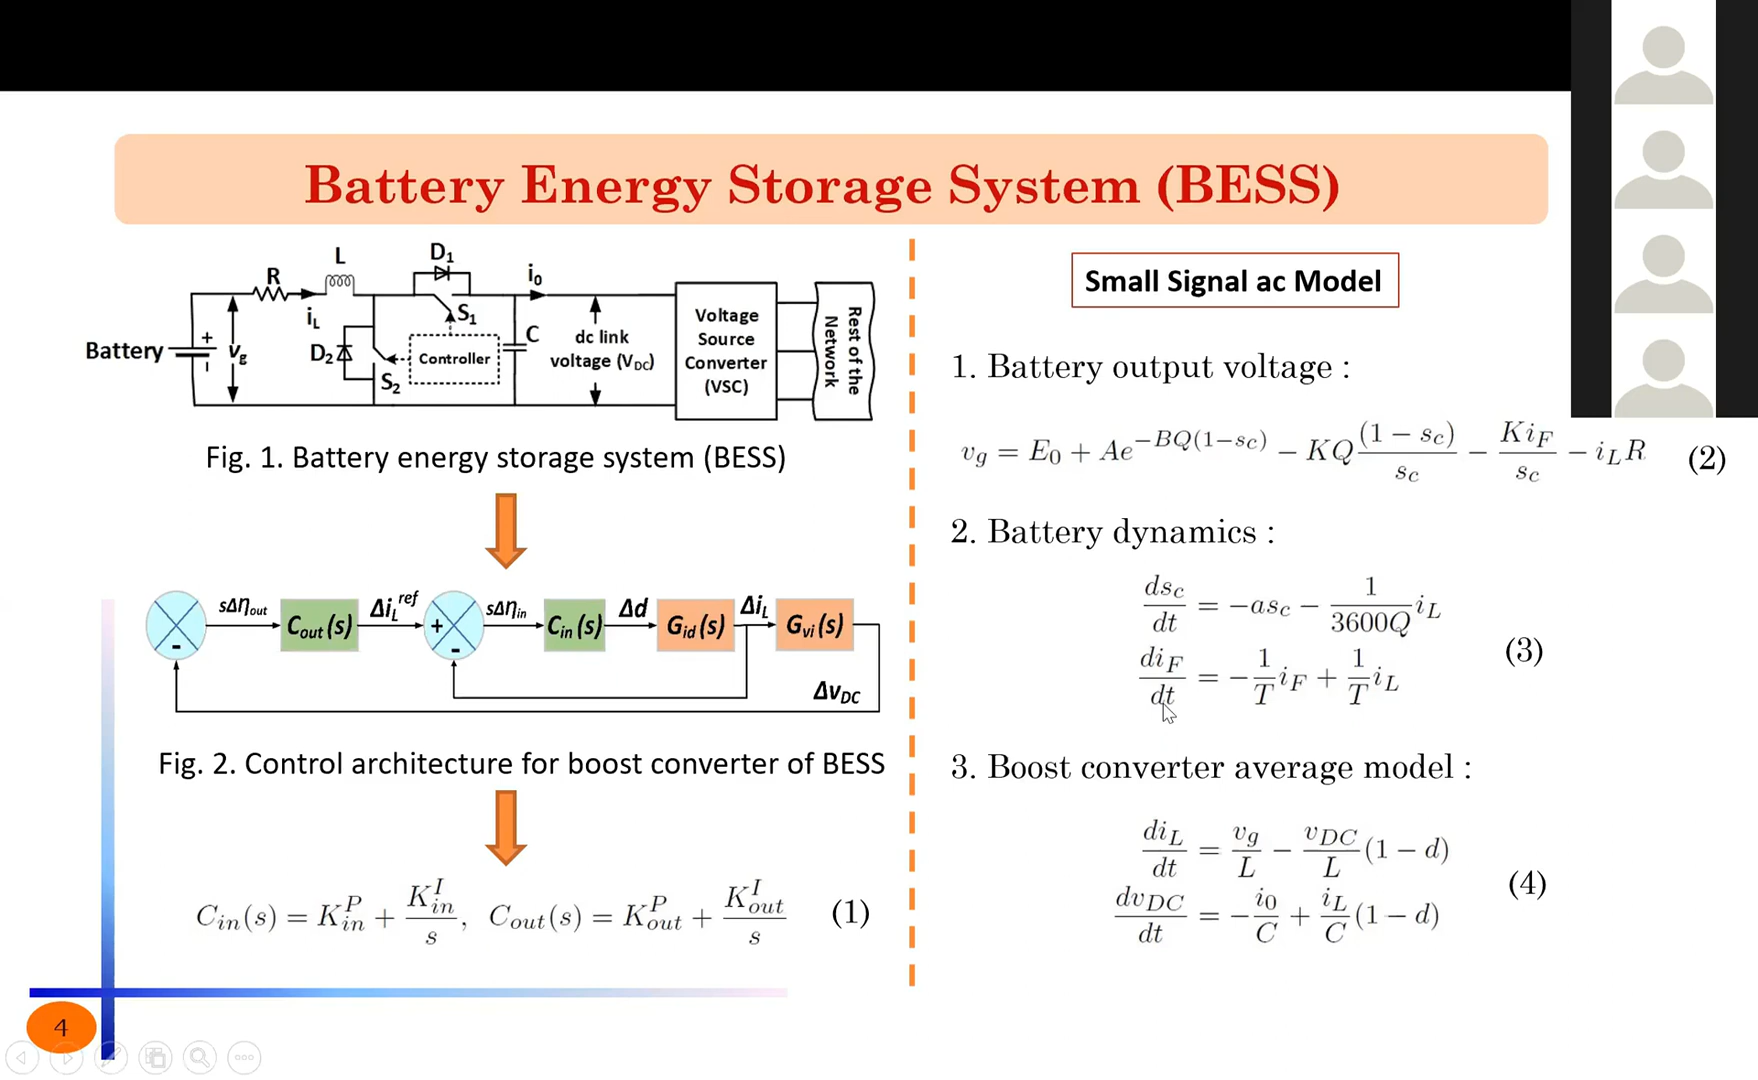 Battery Energy Storage System (BESS)
Battery
+
-
v_g
R
i_L
L
D₁
S₁
D₂
S₂
Controller
i₀
C
dc link
voltage (V_DC)
Voltage
Source
Converter
(VSC)
Rest of the
Network
Fig. 1. Battery energy storage system (BESS)
-
sΔη_out
C_out(s)
Δi_L^ref
+
-
sΔη_in
C_in(s)
Δd
G_id(s)
Δi_L
G_vi(s)
Δv_DC
Fig. 2. Control architecture for boost converter of BESS
C_in(s) = K_in^P + K_in^I/s, C_out(s) = K_out^P + K_out^I/s (1)
Small Signal ac Model
1. Battery output voltage :
v_g = E_0 + Ae^{-BQ(1-s_C)} - KQ (1 - s_C)/s_C - Ki_F/s_C - i_L R (2)
2. Battery dynamics :
ds_C/dt = -as_C - 1/3600Q i_L
di_F/dt = -1/T i_F + 1/T i_L (3)
3. Boost converter average model :
di_L/dt = v_g/L - v_DC/L (1 - d)
dv_DC/dt = -i_0/C + i_L/C (1 - d) (4)
4